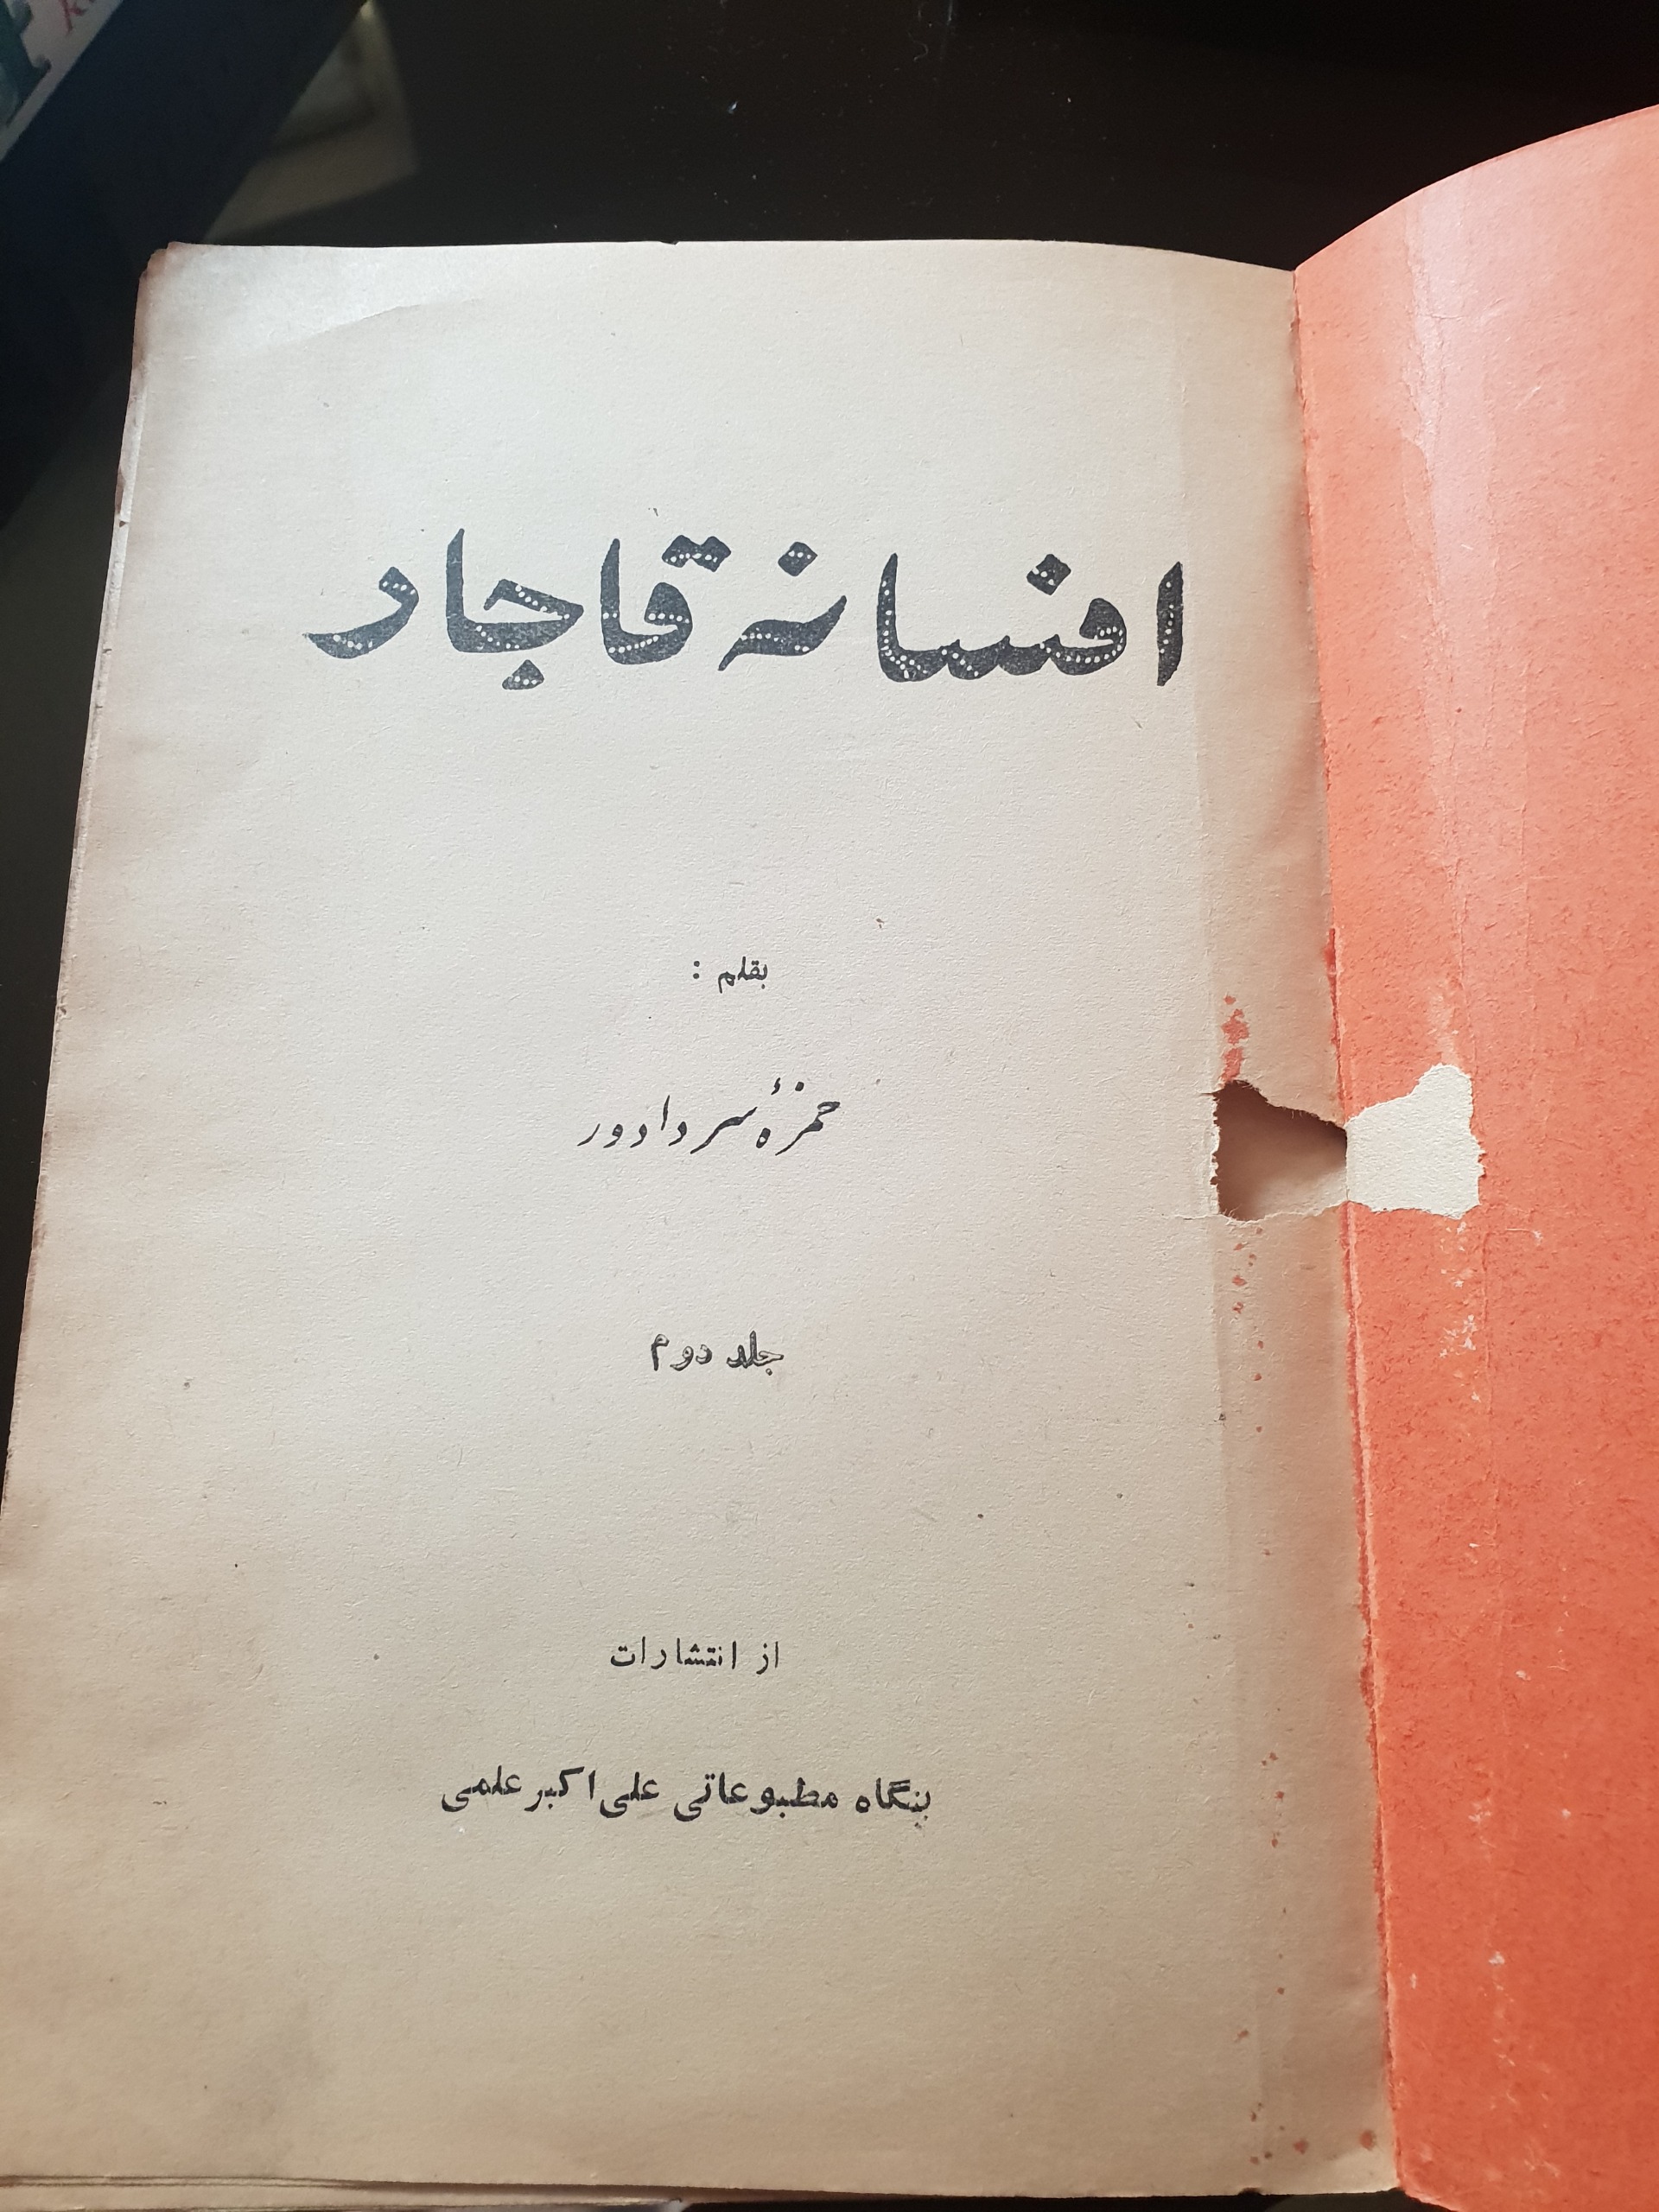 افسانه قاجار
بقلم :
حمزهٔ سردادور
جلد دوم
از انتشارات
بنگاه مطبوعاتی علی اکبر علمی